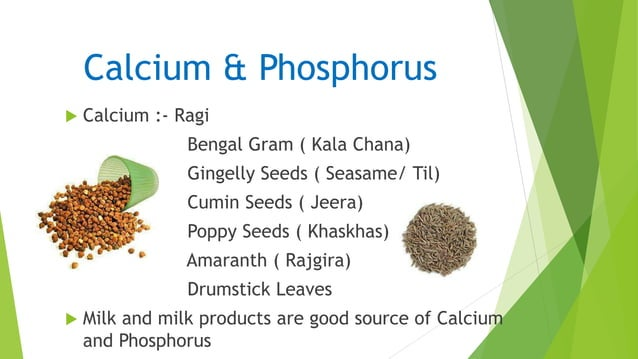 Calcium & Phosphorus
Calcium :- Ragi
Bengal Gram ( Kala Chana)
Gingelly Seeds ( Seasame/ Til)
Cumin Seeds ( Jeera)
Poppy Seeds ( Khaskhas)
Amaranth ( Rajgira)
Drumstick Leaves
Milk and milk products are good source of Calcium
and Phosphorus